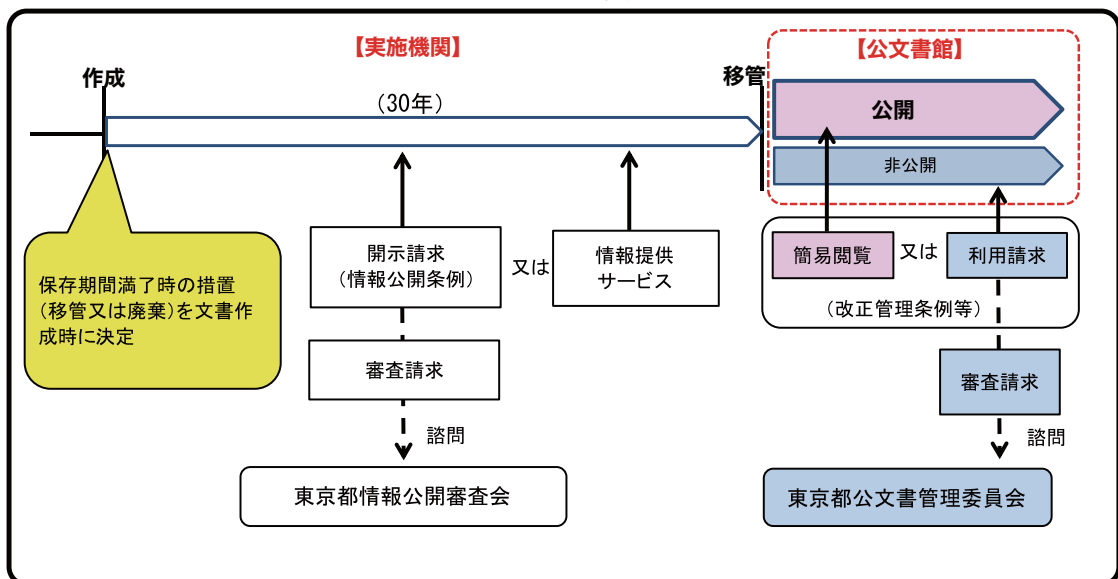 【実施機関】
【公文書館】
作成
移管
(30年)
公開
非公開
保存期間満了時の措置
(移管又は廃棄)を文書作
成時に決定
開示請求
(情報公開条例)
又は
情報提供
サービス
簡易閲覧
又は
利用請求
(改正管理条例等)
審査請求
審査請求
諮問
諮問
東京都情報公開審査会
東京都公文書管理委員会